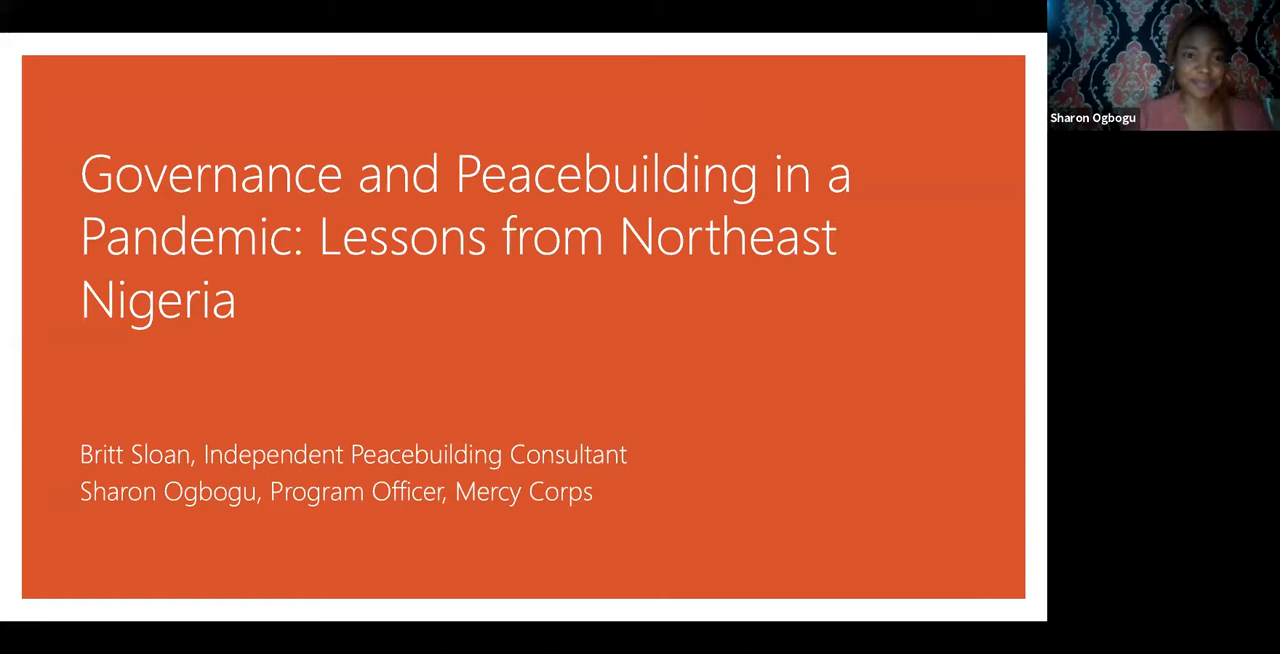 Governance and Peacebuilding in a
Pandemic: Lessons from Northeast
Nigeria
Britt Sloan, Independent Peacebuilding Consultant
Sharon Ogbogu, Program Officer, Mercy Corps
Sharon Ogbogu